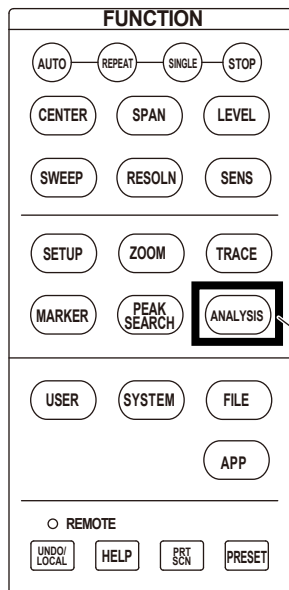 FUNCTION
AUTO REPEAT SINGLE STOP
CENTER SPAN LEVEL
SWEEP RESOLN SENS
SETUP ZOOM TRACE
MARKER PEAK SEARCH ANALYSIS
USER SYSTEM FILE
APP
REMOTE
UNDO/ LOCAL HELP PRT SCN PRESET